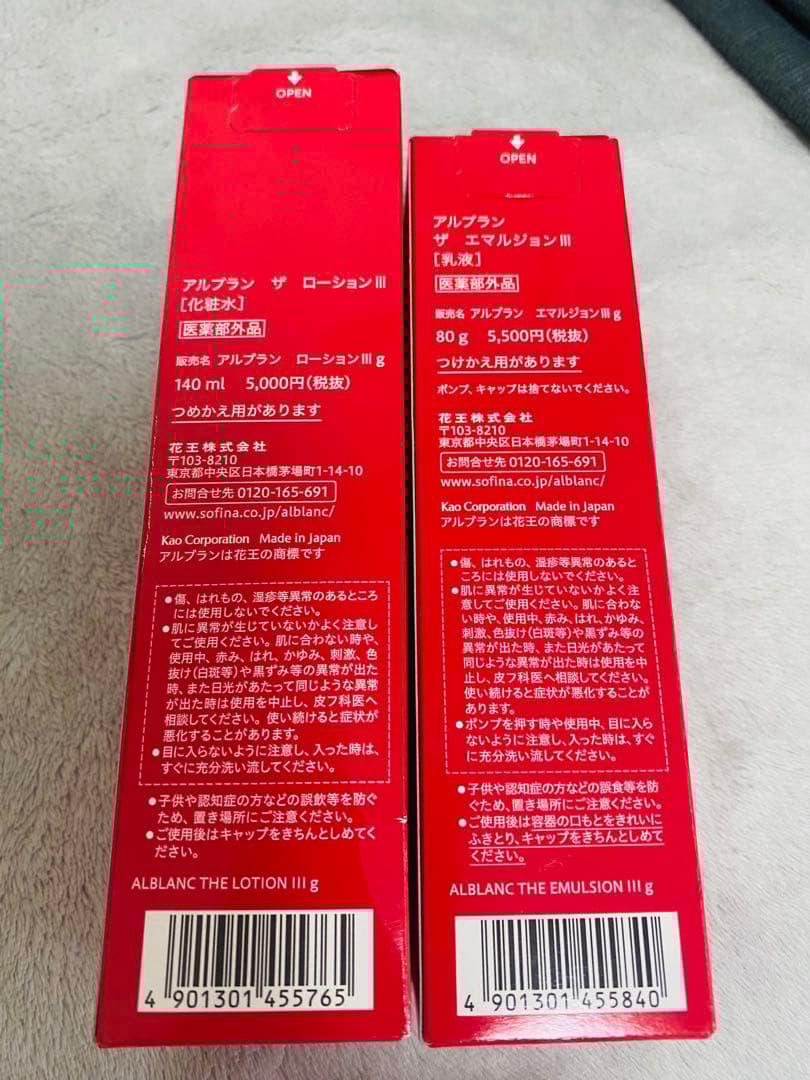 OPEN
アルブラン ザ ローションⅢ
[化粧水]
医薬部外品
販売名 アルブラン ローションⅢ g
140 ml 5,000円(税抜)
つめかえ用があります
花王株式会社
〒103-8210
東京都中央区日本橋茅場町1-14-10
お問合せ先 0120-165-691
www.sofina.co.jp/alblanc/
Kao Corporation Made in Japan
アルブランは花王の商標です
●傷、はれもの、湿疹等異常のあるところ
には使用しないでください。
●肌に異常が生じていないかよく注意し
てご使用ください。肌に合わない時や、
使用中、赤み、はれ、かゆみ、刺激、色
抜け(白斑等)や黒ずみ等の異常が出た
時、また日光があたって同じような異常
が出た時は使用を中止し、皮フ科医へ
相談してください。使い続けると症状が
悪化することがあります。
●目に入らないように注意し、入った時は、
すぐに充分洗い流してください。
●子供や認知症の方などの誤飲等を防ぐ
ため、置き場所にご注意ください。
●ご使用後はキャップをきちんとしめてく
ださい。
ALBLANC THE LOTION III g
4 901301 455765
OPEN
アルブラン
ザ エマルジョンⅢ
[乳液]
医薬部外品
販売名 アルブラン エマルジョンⅢ g
80 g 5,500円(税抜)
つけかえ用があります
ポンプ、キャップは捨てないでください。
花王株式会社
〒103-8210
東京都中央区日本橋茅場町1-14-10
お問合せ先 0120-165-691
www.sofina.co.jp/alblanc/
Kao Corporation Made in Japan
アルブランは花王の商標です
●傷、はれもの、湿疹等異常のあると
ころには使用しないでください。
●肌に異常が生じていないかよく注
意してご使用ください。肌に合わな
い時や、使用中、赤み、はれ、かゆみ、
刺激、色抜け(白斑等)や黒ずみ等の
異常が出た時、また日光があたって
同じような異常が出た時は使用を中
止し、皮フ科医へ相談してください。
使い続けると症状が悪化することが
あります。
●ポンプを押す時や使用中、目に入ら
ないように注意し、入った時は、すぐ
に充分洗い流してください。
●子供や認知症の方などの誤食等を防
ぐため、置き場所にご注意ください。
●ご使用後は容器の口もとをきれいに
ふきとり、キャップをきちんとしめて
ください。
ALBLANC THE EMULSION III g
4 901301 455840